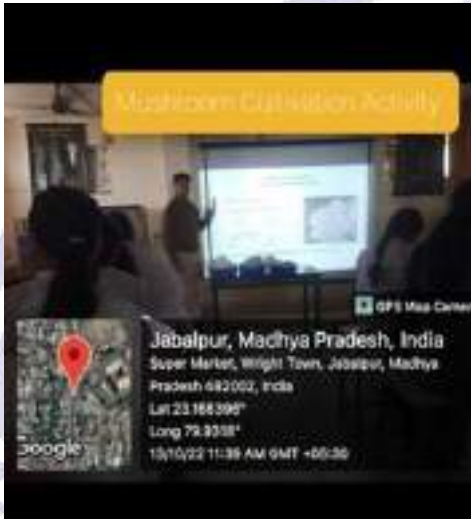 Mushroom Cultivation Activity
GPS Map Camera
Jabalpur, Madhya Pradesh, India
Super Market, Wright Town, Jabalpur, Madhya
Pradesh 482002, India
Lat 23.168396°
Long 79.9318°
13/10/22 11:39 AM GMT +05:30
Google